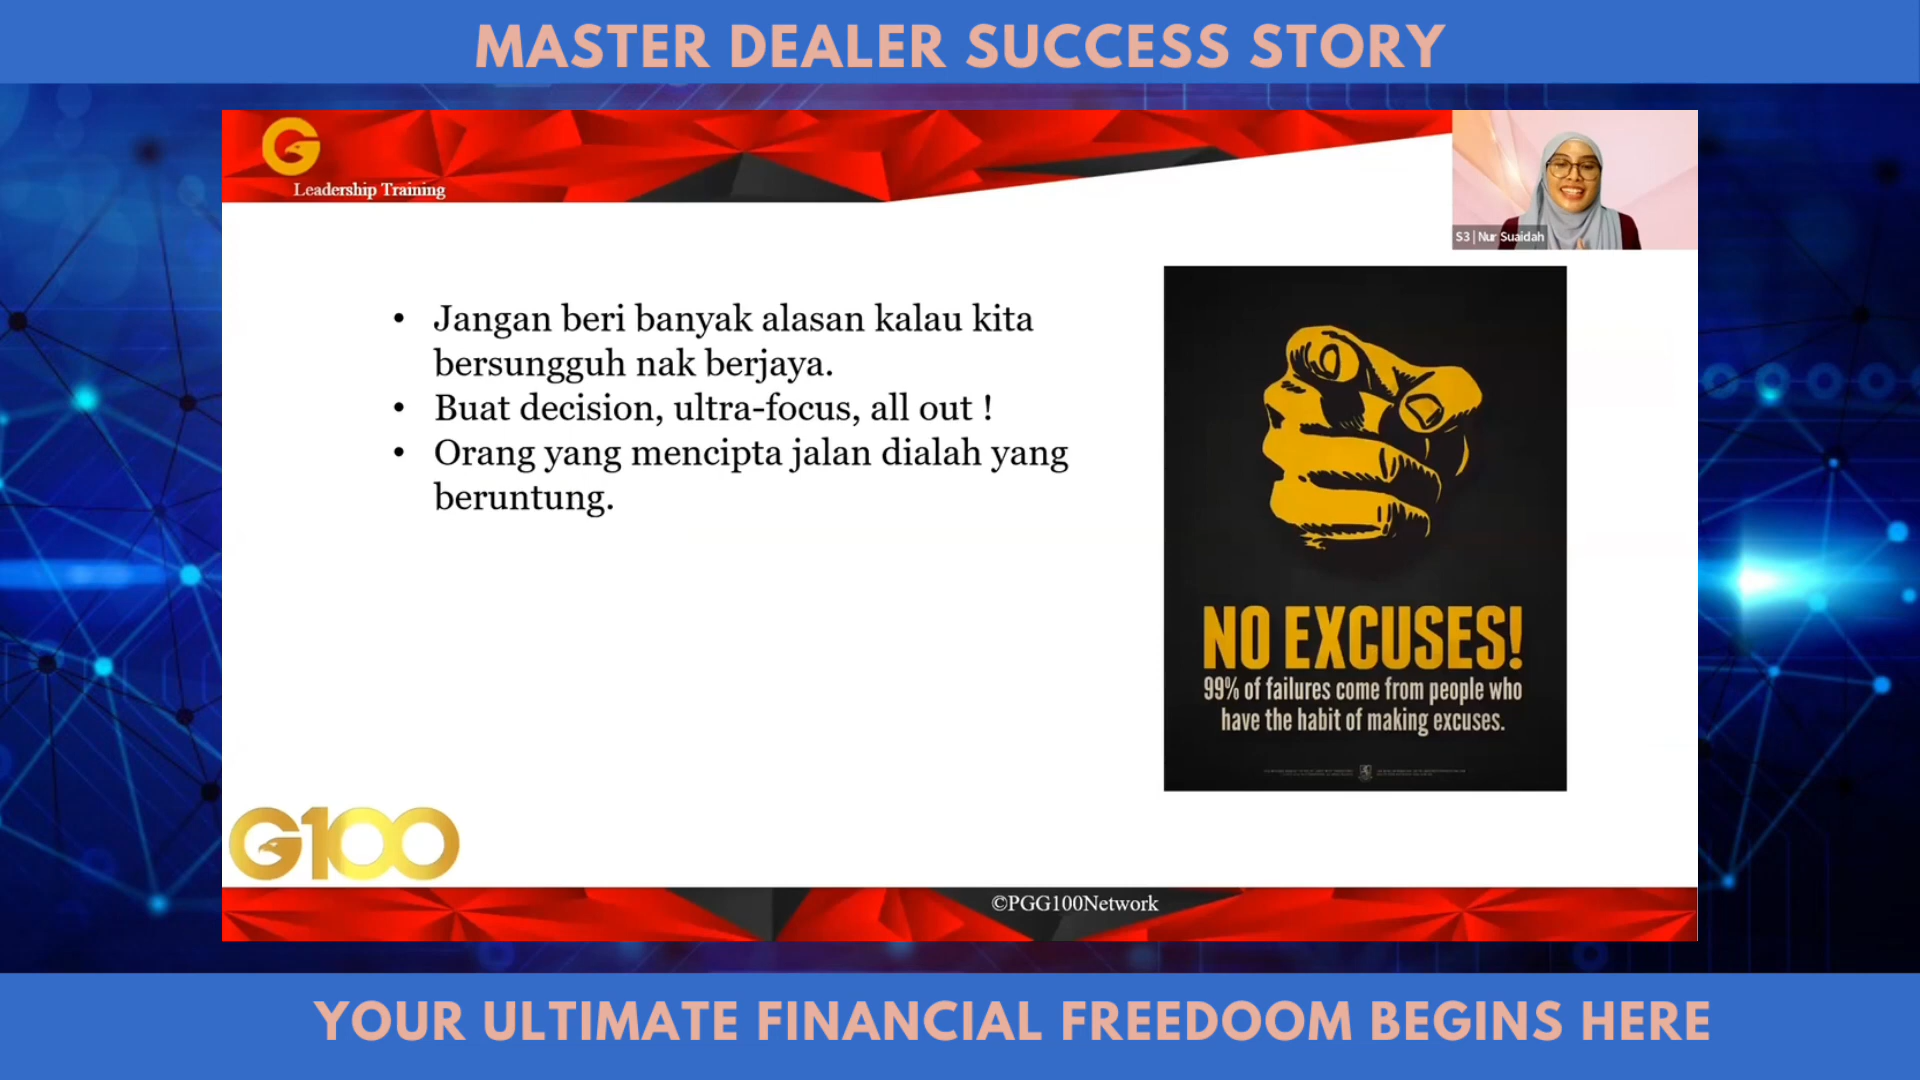 MASTER DEALER SUCCESS STORY
G
Leadership Training
S3 | Nur Suaidah
• Jangan beri banyak alasan kalau kita
bersungguh nak berjaya.
• Buat decision, ultra-focus, all out !
• Orang yang mencipta jalan dialah yang
beruntung.
NO EXCUSES!
99% of failures come from people who
have the habit of making excuses.
G100
©PGG100Network
YOUR ULTIMATE FINANCIAL FREEDOOM BEGINS HERE